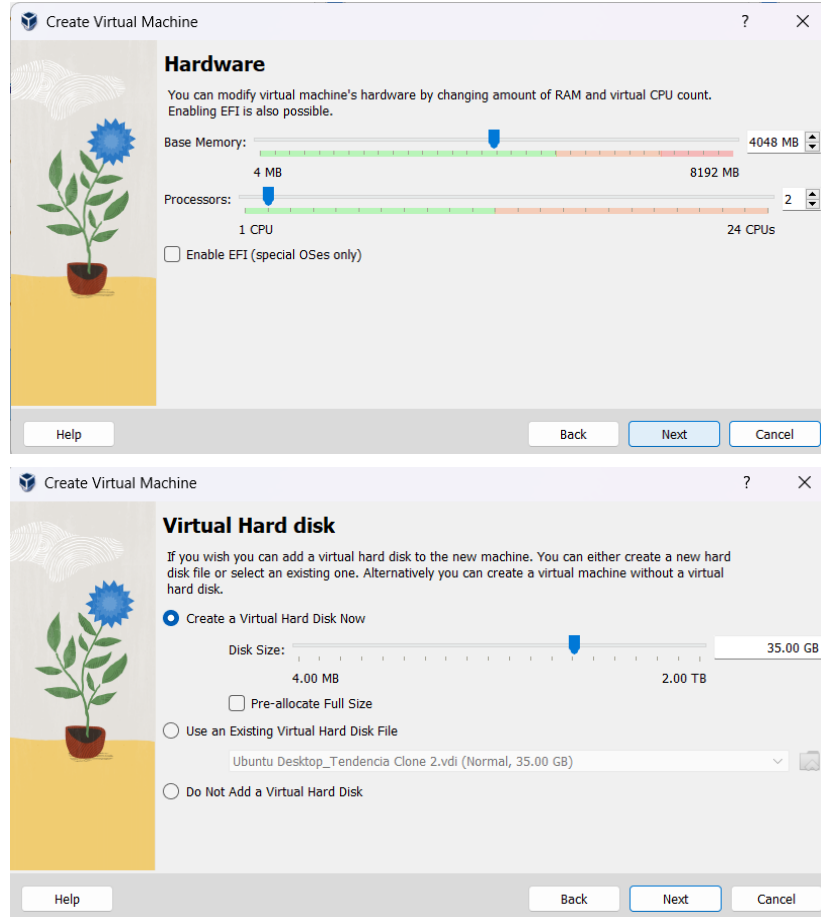 Create Virtual Machine ?
Hardware
You can modify virtual machine's hardware by changing amount of RAM and virtual CPU count.
Enabling EFI is also possible.
Base Memory: 4048 MB
4 MB 8192 MB
Processors: 2
1 CPU 24 CPUs
Enable EFI (special OSes only)
Help Back Next Cancel
Create Virtual Machine ?
Virtual Hard disk
If you wish you can add a virtual hard disk to the new machine. You can either create a new hard
disk file or select an existing one. Alternatively you can create a virtual machine without a virtual
hard disk.
Create a Virtual Hard Disk Now
Disk Size: 35.00 GB
4.00 MB 2.00 TB
Pre-allocate Full Size
Use an Existing Virtual Hard Disk File
Ubuntu Desktop_Tendencia Clone 2.vdi (Normal, 35.00 GB)
Do Not Add a Virtual Hard Disk
Help Back Next Cancel